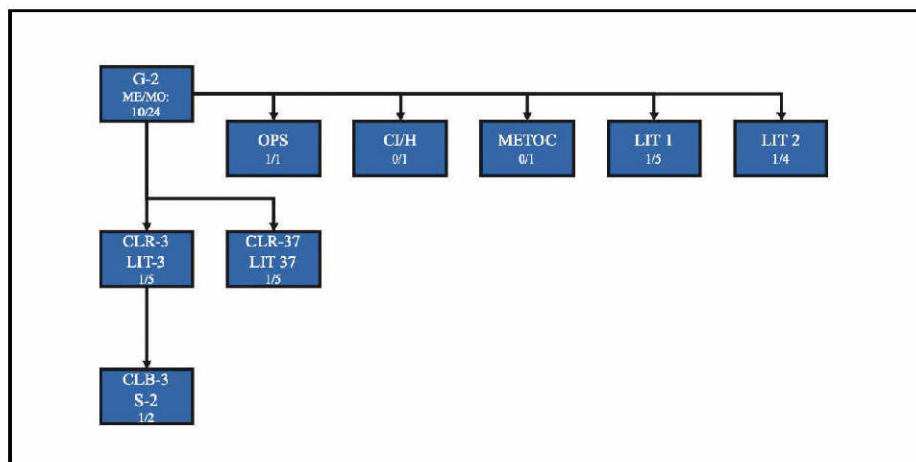 G-2
ME/MO:
10/24
OPS
1/1
CI/H
0/1
METOC
0/1
LIT 1
1/5
LIT 2
1/4
CLR-3
LIT-3
1/5
CLR-37
LIT 37
1/5
CLB-3
S-2
1/2